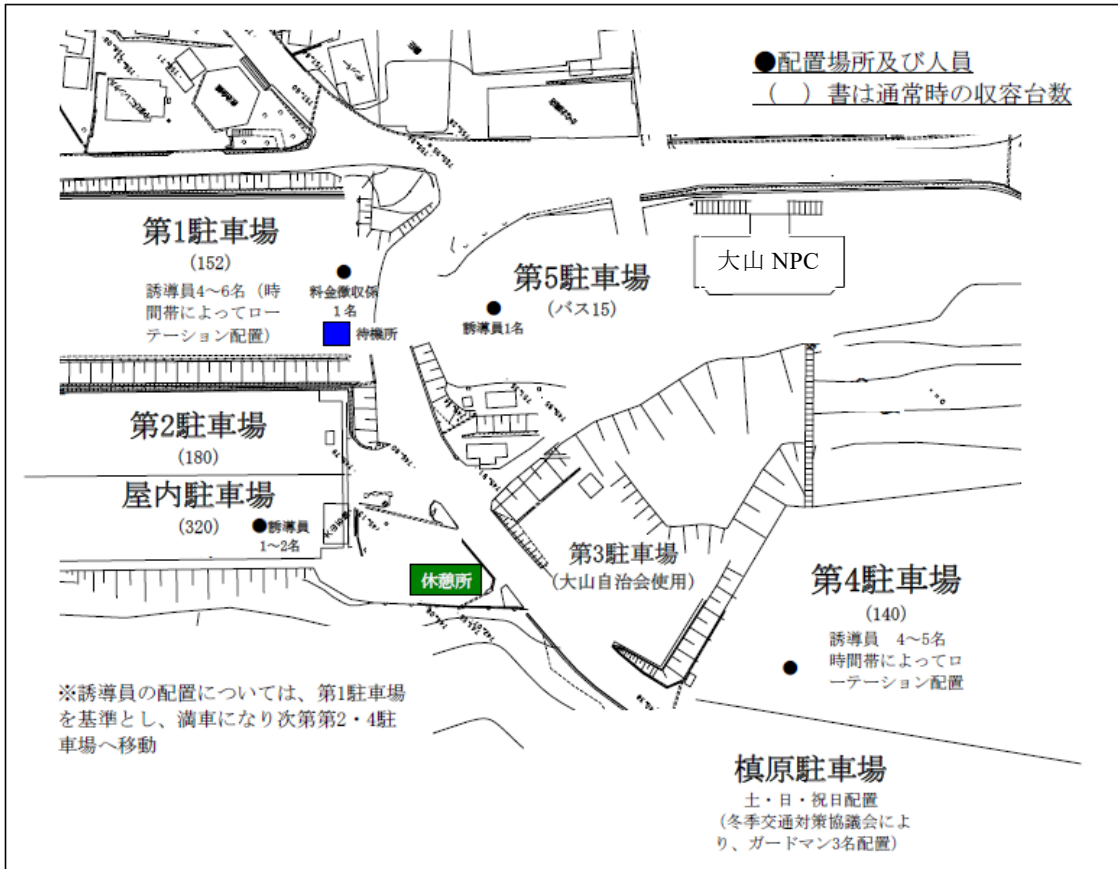 ●配置場所及び人員
（　）書は通常時の収容台数
第1駐車場
(152)
誘導員4～6名（時
間帯によってロー
テーション配置）
●
料金徴収係
１名
待機所
第5駐車場
(バス15)
●
誘導員1名
大山 NPC
第2駐車場
(180)
屋内駐車場
(320)
●誘導員
1～2名
休憩所
第3駐車場
(大山自治会使用)
第4駐車場
(140)
誘導員　4～5名
時間帯によってロ
ーテーション配置
●
※誘導員の配置については、第1駐車場
を基準とし、満車になり次第第2・4駐
車場へ移動
槙原駐車場
土・日・祝日配置
（冬季交通対策協議会によ
り、ガードマン3名配置）